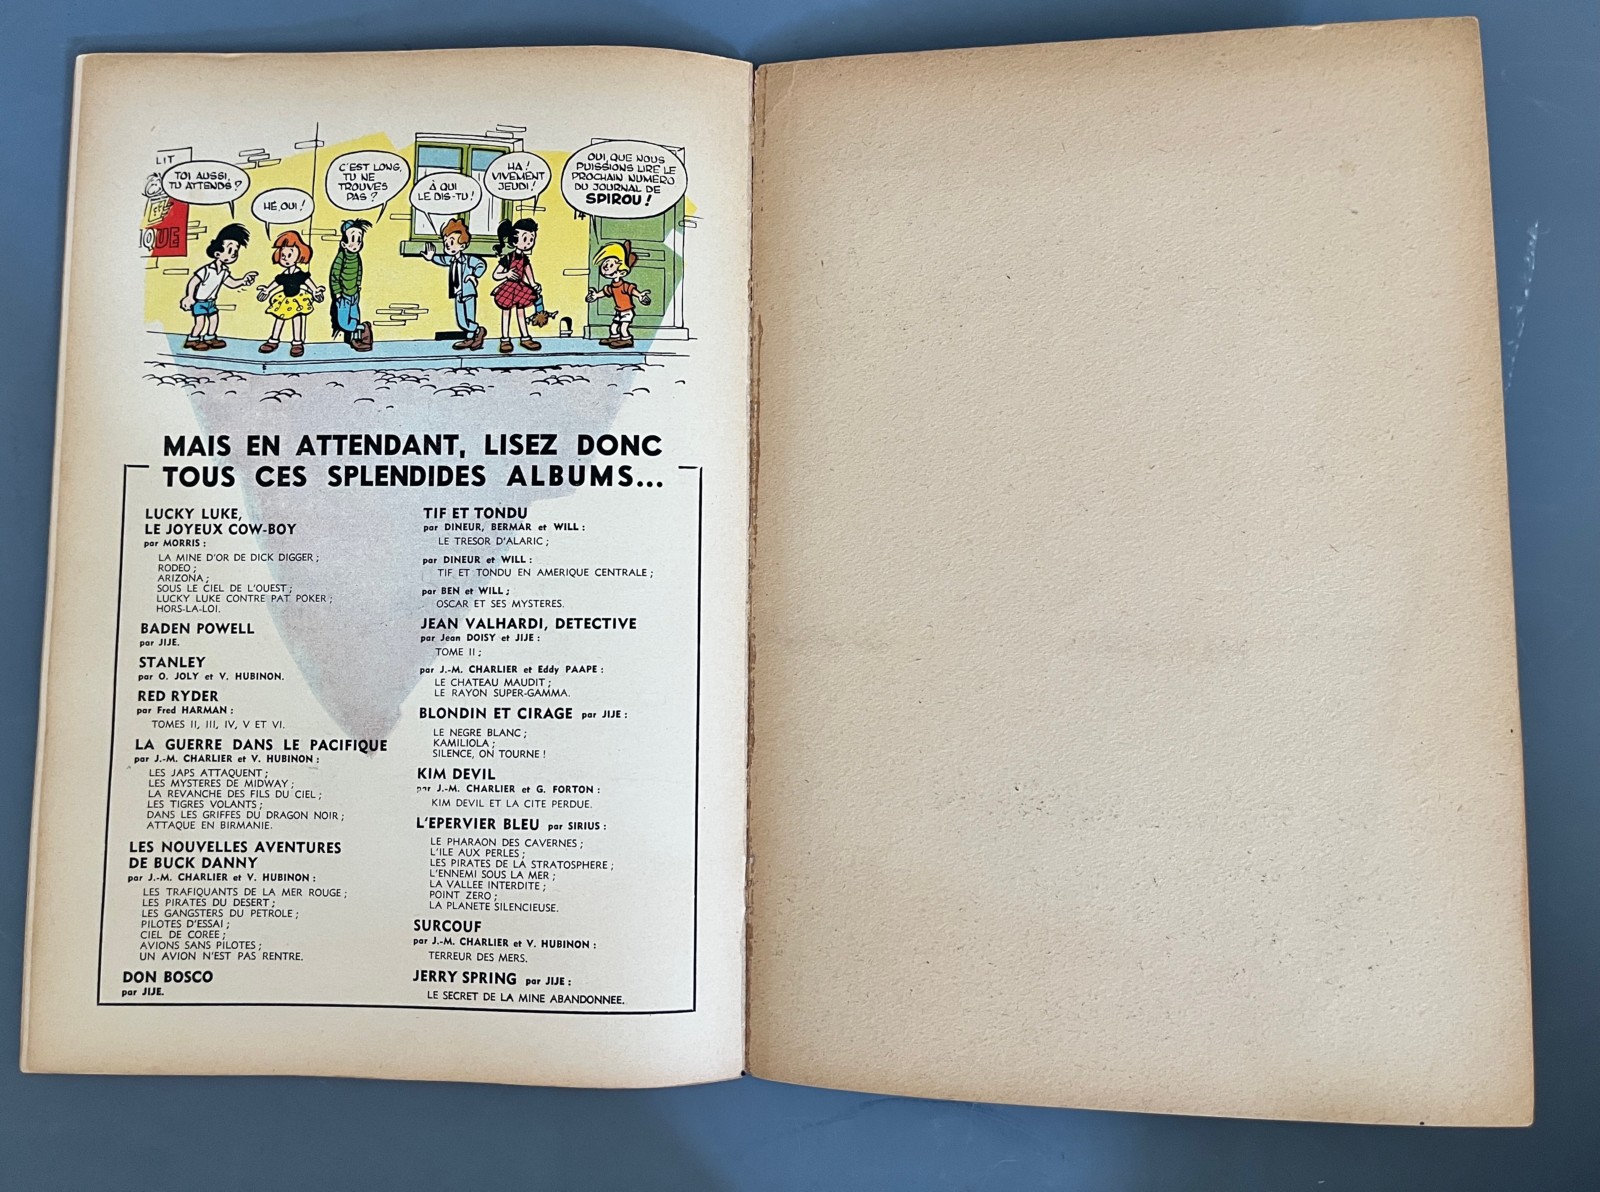 LIT
IQUE
TOI AUSSI,
TU ATTENDS ?
HÉ, OUI !
C'EST LONG,
TU NE
TROUVES
PAS ?
À QUI
LE DIS-TU !
HA !
VIVEMENT
JEUDI !
OUI, QUE NOUS
PUISSIONS LIRE LE
PROCHAIN NUMÉRO
DU JOURNAL DE
SPIROU !
14
MAIS EN ATTENDANT, LISEZ DONC
TOUS CES SPLENDIDES ALBUMS...
LUCKY LUKE,
LE JOYEUX COW-BOY
par MORRIS :
LA MINE D'OR DE DICK DIGGER ;
RODEO ;
ARIZONA ;
SOUS LE CIEL DE L'OUEST ;
LUCKY LUKE CONTRE PAT POKER ;
HORS-LA-LOI.
BADEN POWELL
par JIJE.
STANLEY
par O. JOLY et V. HUBINON.
RED RYDER
par Fred HARMAN :
TOMES II, III, IV, V ET VI.
LA GUERRE DANS LE PACIFIQUE
par J.-M. CHARLIER et V. HUBINON :
LES JAPS ATTAQUENT ;
LES MYSTERES DE MIDWAY ;
LA REVANCHE DES FILS DU CIEL ;
LES TIGRES VOLANTS ;
DANS LES GRIFFES DU DRAGON NOIR ;
ATTAQUE EN BIRMANIE.
LES NOUVELLES AVENTURES
DE BUCK DANNY
par J.-M. CHARLIER et V. HUBINON :
LES TRAFIQUANTS DE LA MER ROUGE ;
LES PIRATES DU DESERT ;
LES GANGSTERS DU PETROLE ;
PILOTES D'ESSAI ;
CIEL DE COREE ;
AVIONS SANS PILOTES ;
UN AVION N'EST PAS RENTRE.
DON BOSCO
par JIJE.
TIF ET TONDU
par DINEUR, BERMAR et WILL :
LE TRESOR D'ALARIC ;
par DINEUR et WILL :
TIF ET TONDU EN AMERIQUE CENTRALE ;
par BEN et WILL ;
OSCAR ET SES MYSTERES.
JEAN VALHARDI, DETECTIVE
par Jean DOISY et JIJE :
TOME II ;
par J.-M. CHARLIER et Eddy PAAPE :
LE CHATEAU MAUDIT ;
LE RAYON SUPER-GAMMA.
BLONDIN ET CIRAGE par JIJE :
LE NEGRE BLANC ;
KAMILIOLA ;
SILENCE, ON TOURNE !
KIM DEVIL
par J.-M. CHARLIER et G. FORTON :
KIM DEVIL ET LA CITE PERDUE.
L'EPERVIER BLEU par SIRIUS :
LE PHARAON DES CAVERNES ;
L'ILE AUX PERLES ;
LES PIRATES DE LA STRATOSPHERE ;
L'ENNEMI SOUS LA MER ;
LA VALLEE INTERDITE ;
POINT ZERO ;
LA PLANETE SILENCIEUSE.
SURCOUF
par J.-M. CHARLIER et V. HUBINON :
TERREUR DES MERS.
JERRY SPRING par JIJE :
LE SECRET DE LA MINE ABANDONNEE.